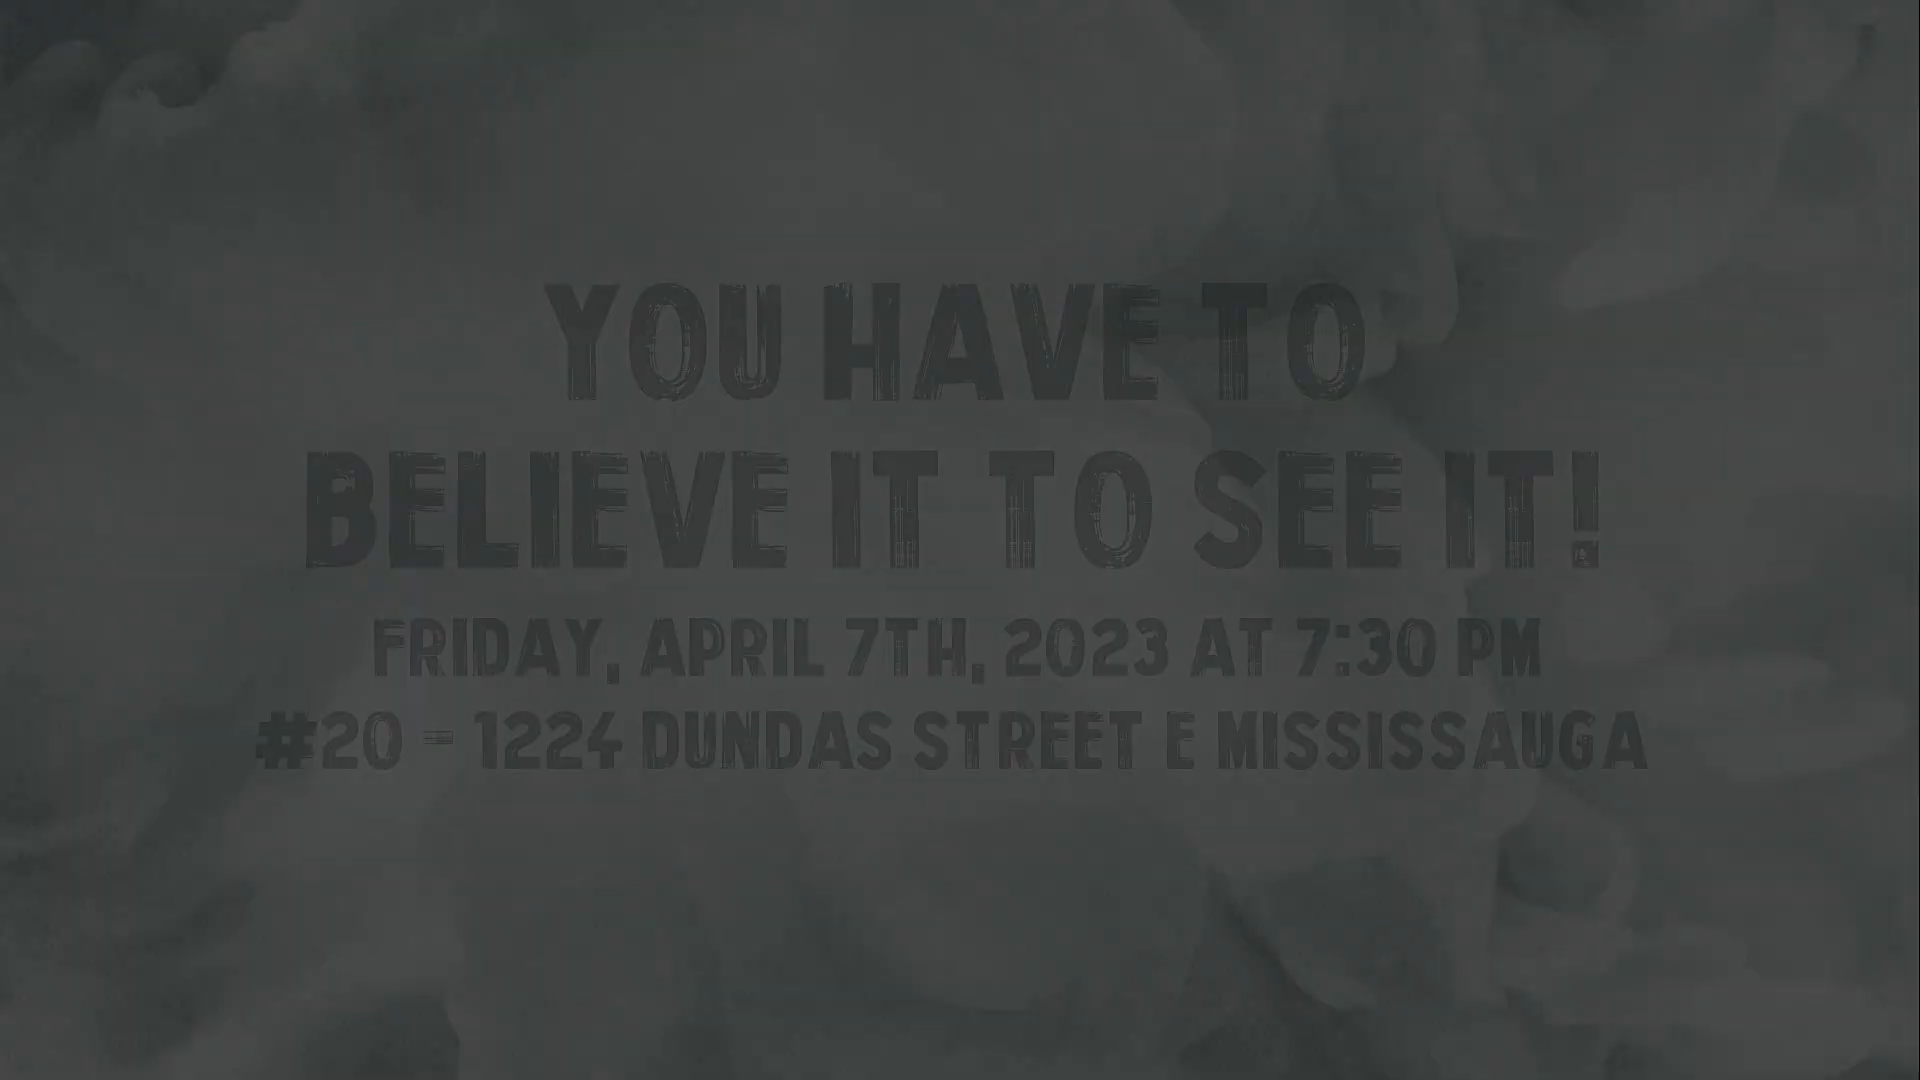 YOU HAVE TO
BELIEVE IT TO SEE IT!
FRIDAY, APRIL 7TH, 2023 AT 7:30 PM
#20 - 1224 DUNDAS STREET E MISSISSAUGA